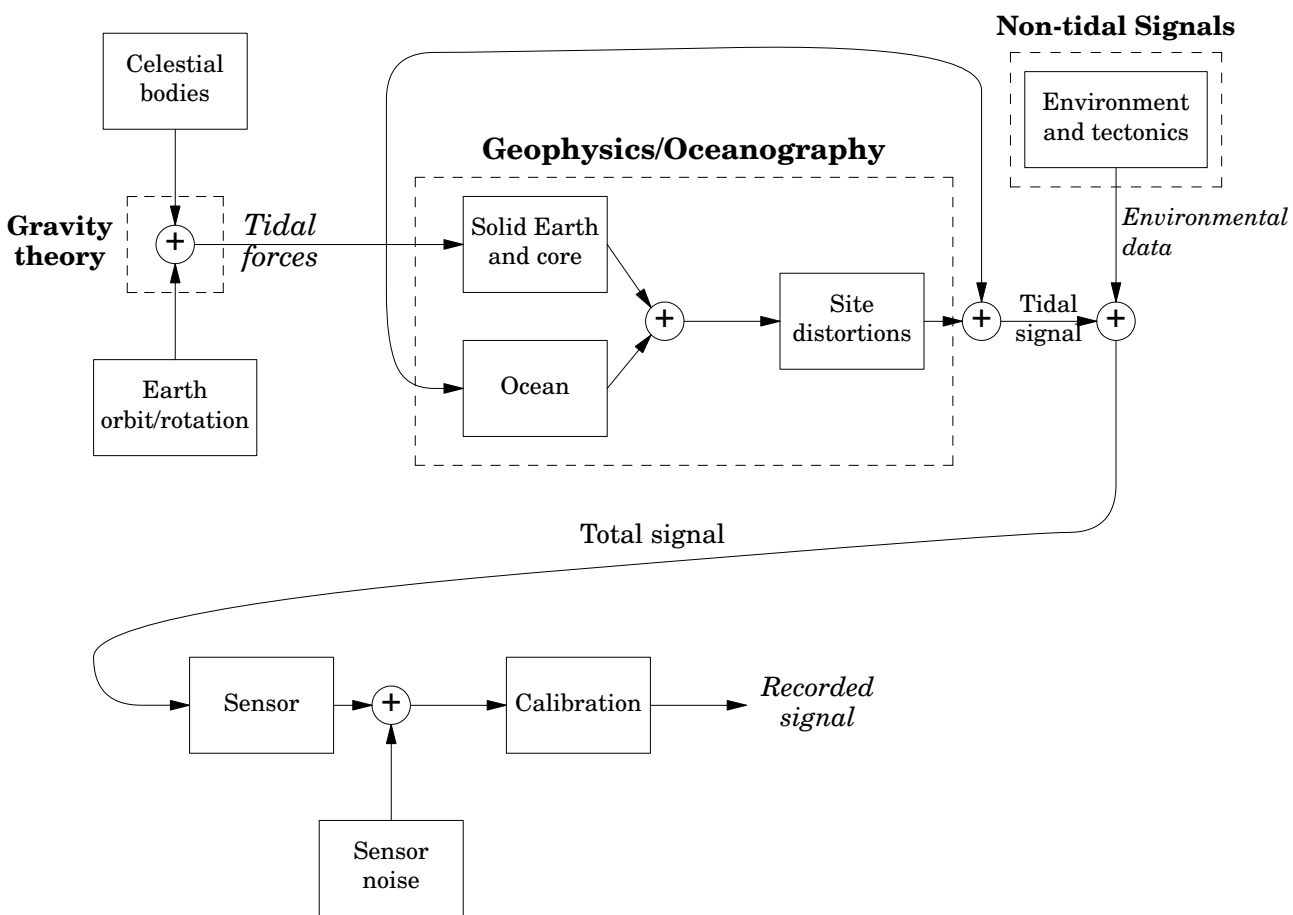 Non-tidal Signals
Celestial
bodies
Environment
and tectonics
Geophysics/Oceanography
Gravity
theory
+
Tidal
forces
Solid Earth
and core
Environmental
data
+
Site
distortions
+
Tidal
signal
+
Earth
orbit/rotation
Ocean
Total signal
Sensor
+
Calibration
Recorded
signal
Sensor
noise